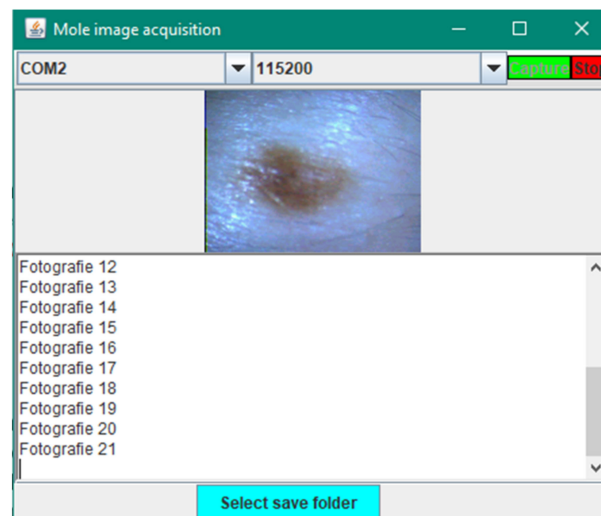 Mole image acquisition
COM2 115200 Capture Stop
Fotografie 12
Fotografie 13
Fotografie 14
Fotografie 15
Fotografie 16
Fotografie 17
Fotografie 18
Fotografie 19
Fotografie 20
Fotografie 21
Select save folder